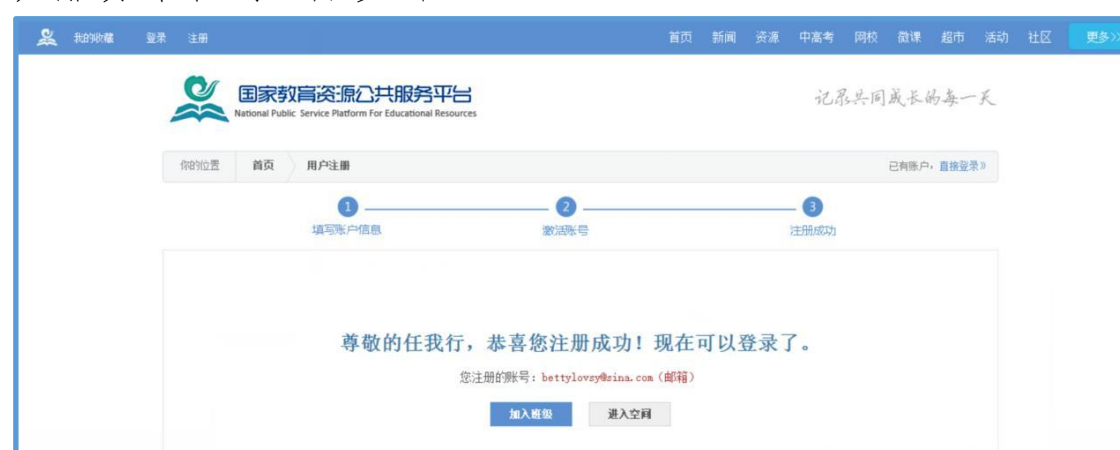 我的收藏 登录 注册 首页 新闻 资源 中高考 网校 微课 超市 活动 社区 更多>>
国家教育资源公共服务平台
National Public Service Platform For Educational Resources
记录共同成长的每一天
你的位置 首页 用户注册 已有账户，直接登录》
1 2 3
填写账户信息 激活账号 注册成功
尊敬的任我行，恭喜您注册成功！现在可以登录了。
您注册的账号：bettylovsy@sina.com（邮箱）
加入班级 进入空间